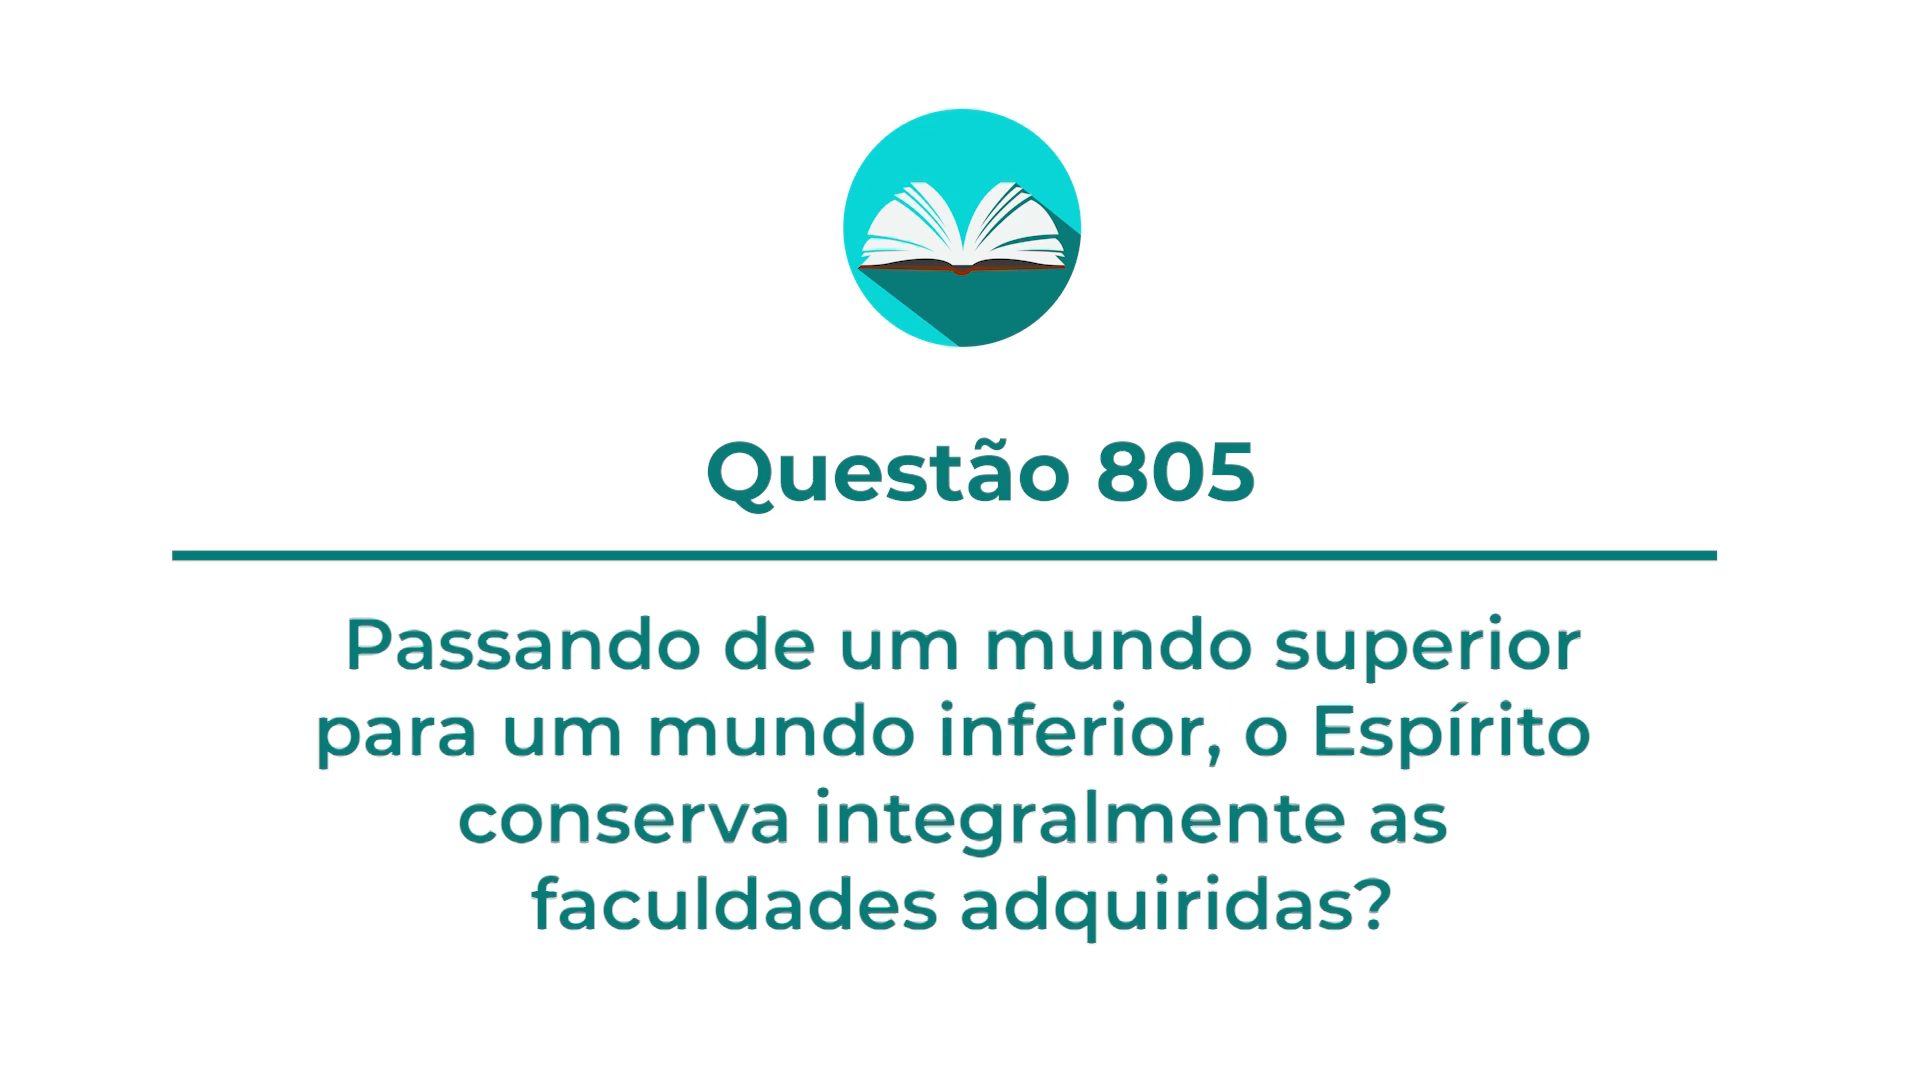 Questão 805
Passando de um mundo superior
para um mundo inferior, o Espírito
conserva integralmente as
faculdades adquiridas?